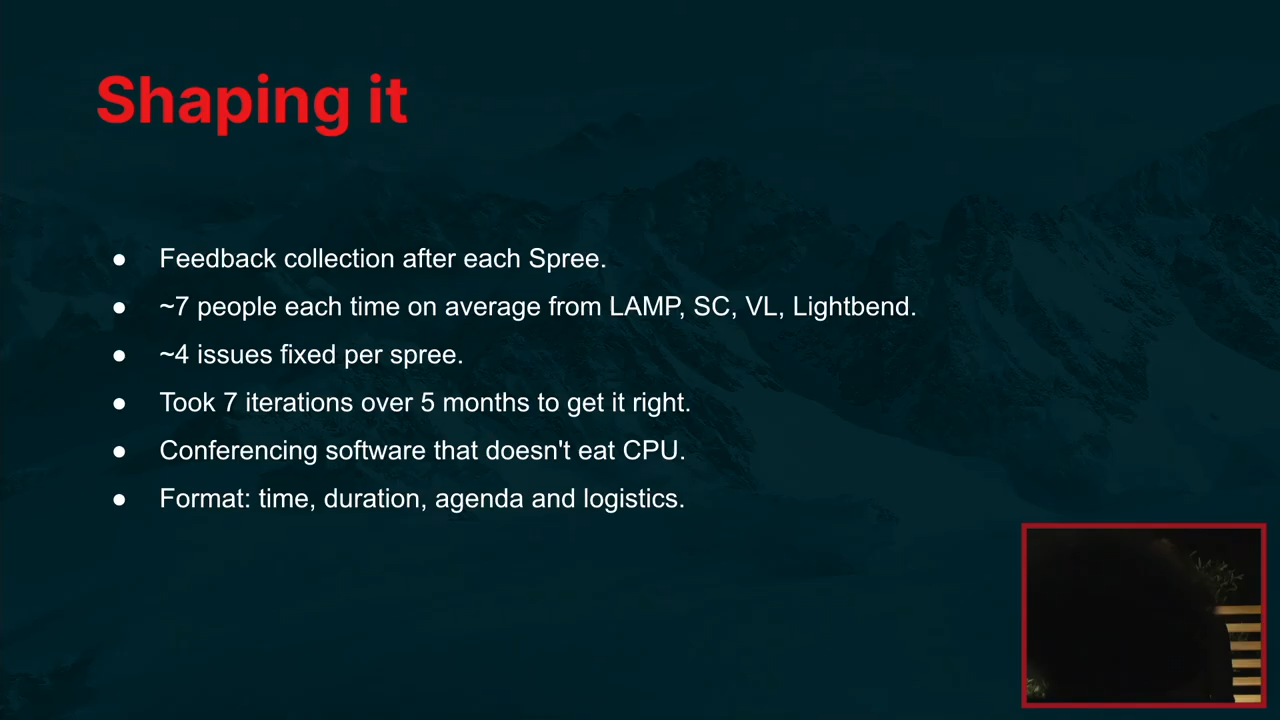 Shaping it
● Feedback collection after each Spree.
● ~7 people each time on average from LAMP, SC, VL, Lightbend.
● ~4 issues fixed per spree.
● Took 7 iterations over 5 months to get it right.
● Conferencing software that doesn't eat CPU.
● Format: time, duration, agenda and logistics.